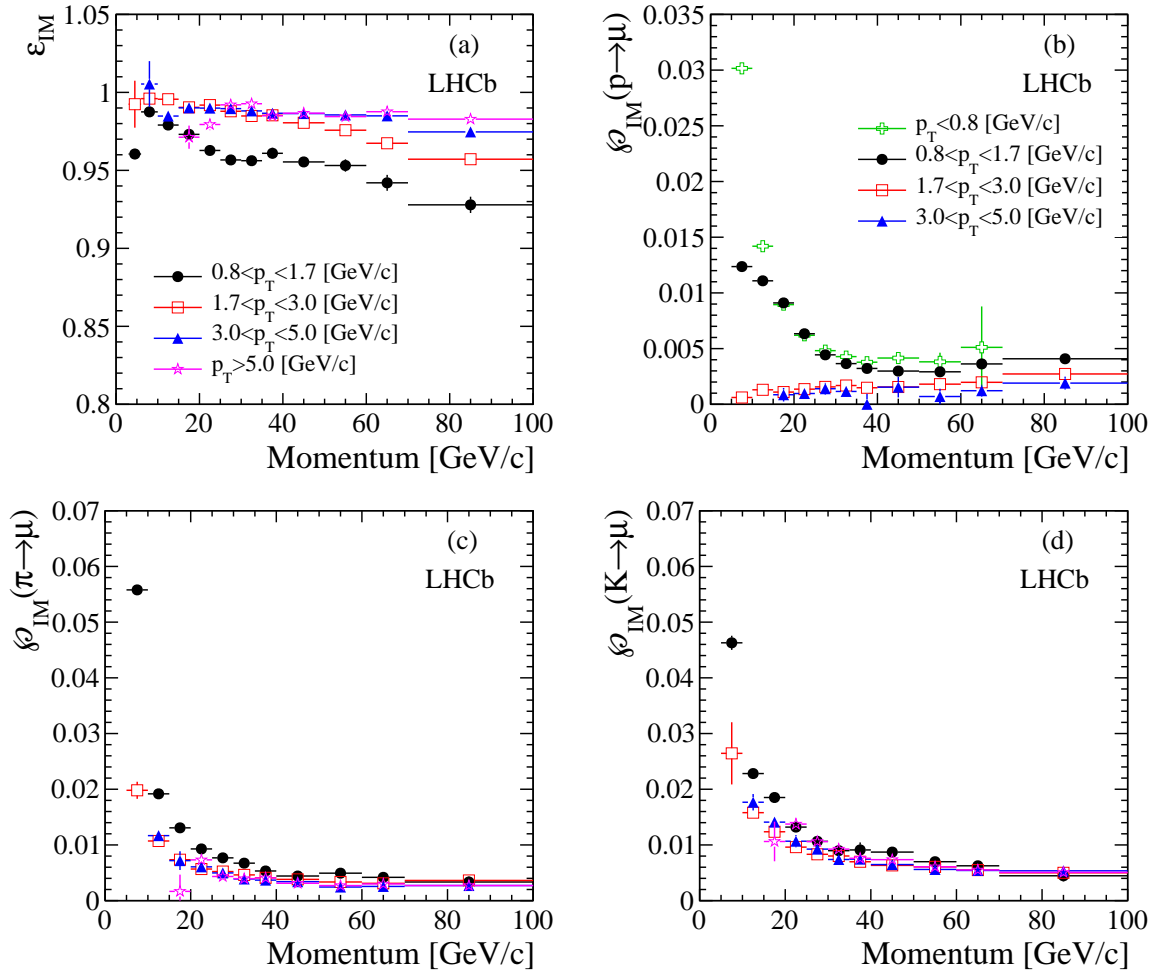 ε_IM
1.05
1
0.95
0.9
0.85
0.8
(a)
LHCb
0.8<p_T<1.7 [GeV/c]
1.7<p_T<3.0 [GeV/c]
3.0<p_T<5.0 [GeV/c]
p_T>5.0 [GeV/c]
0 20 40 60 80 100
Momentum [GeV/c]
℘_IM(p→μ)
0.035
0.03
0.025
0.02
0.015
0.01
0.005
0
(b)
LHCb
p_T<0.8 [GeV/c]
0.8<p_T<1.7 [GeV/c]
1.7<p_T<3.0 [GeV/c]
3.0<p_T<5.0 [GeV/c]
0 20 40 60 80 100
Momentum [GeV/c]
℘_IM(π→μ)
0.07
0.06
0.05
0.04
0.03
0.02
0.01
0
(c)
LHCb
0 20 40 60 80 100
Momentum [GeV/c]
℘_IM(K→μ)
0.07
0.06
0.05
0.04
0.03
0.02
0.01
0
(d)
LHCb
0 20 40 60 80 100
Momentum [GeV/c]